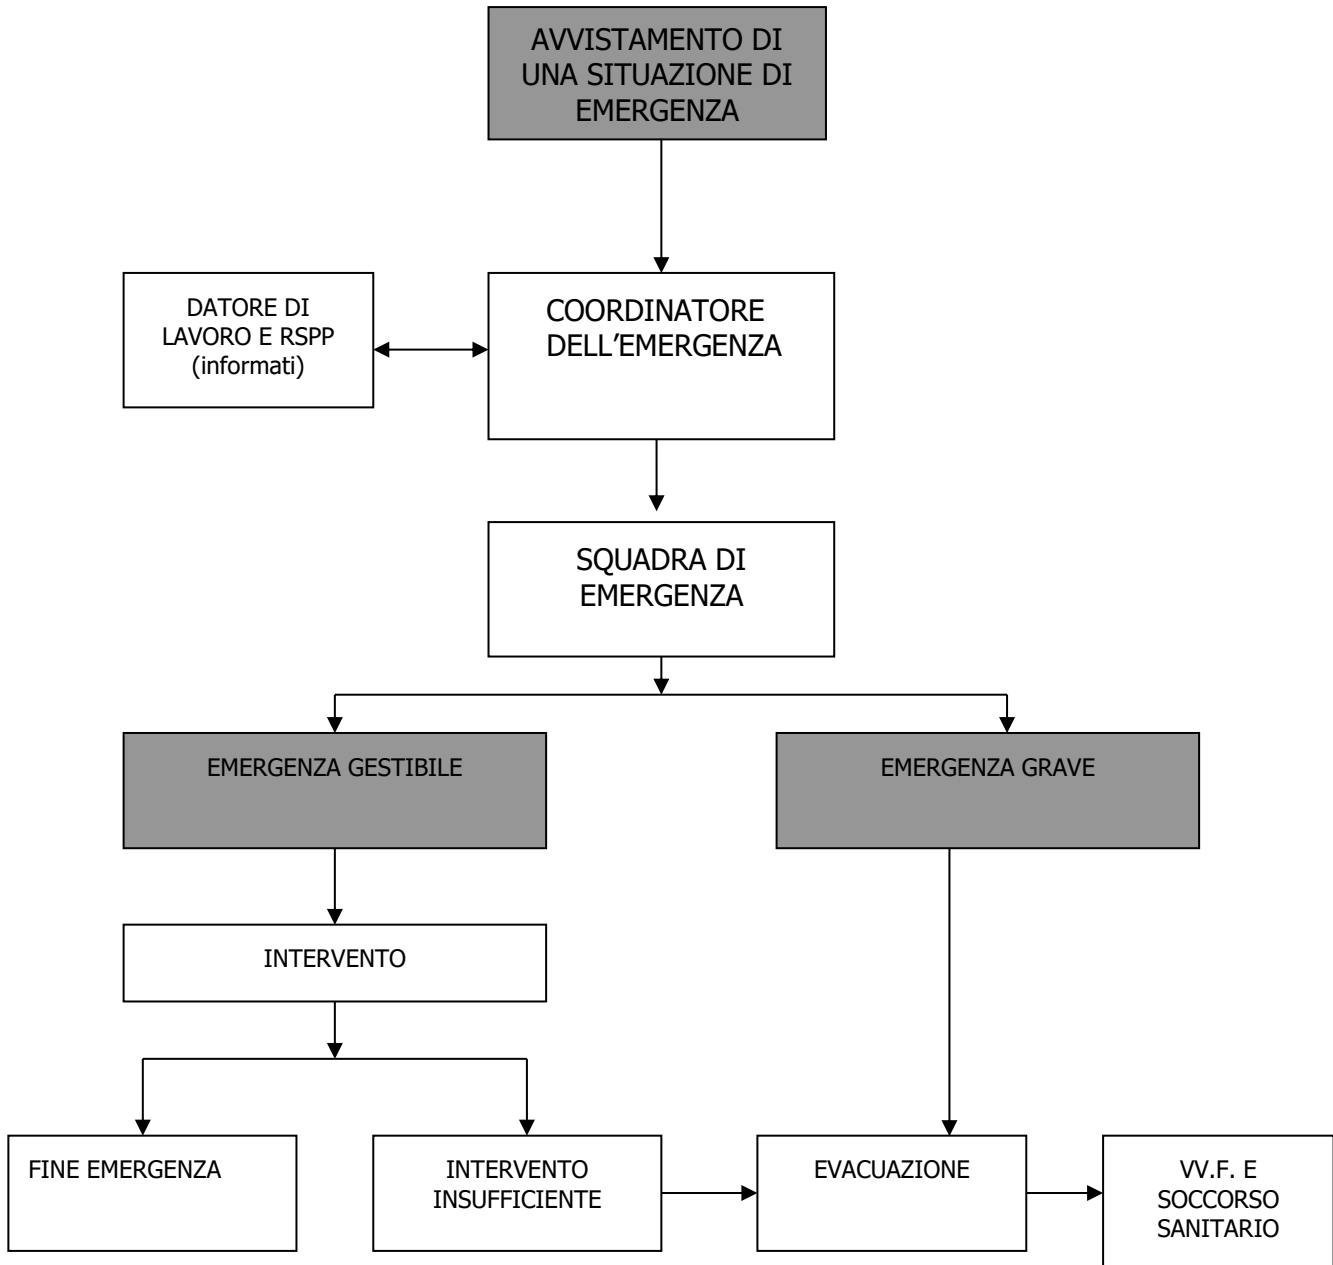 AVVISTAMENTO DI
UNA SITUAZIONE DI
EMERGENZA
DATORE DI
LAVORO E RSPP
(informati)
COORDINATORE
DELL’EMERGENZA
SQUADRA DI
EMERGENZA
EMERGENZA GESTIBILE
EMERGENZA GRAVE
INTERVENTO
FINE EMERGENZA
INTERVENTO
INSUFFICIENTE
EVACUAZIONE
VV.F. E
SOCCORSO
SANITARIO